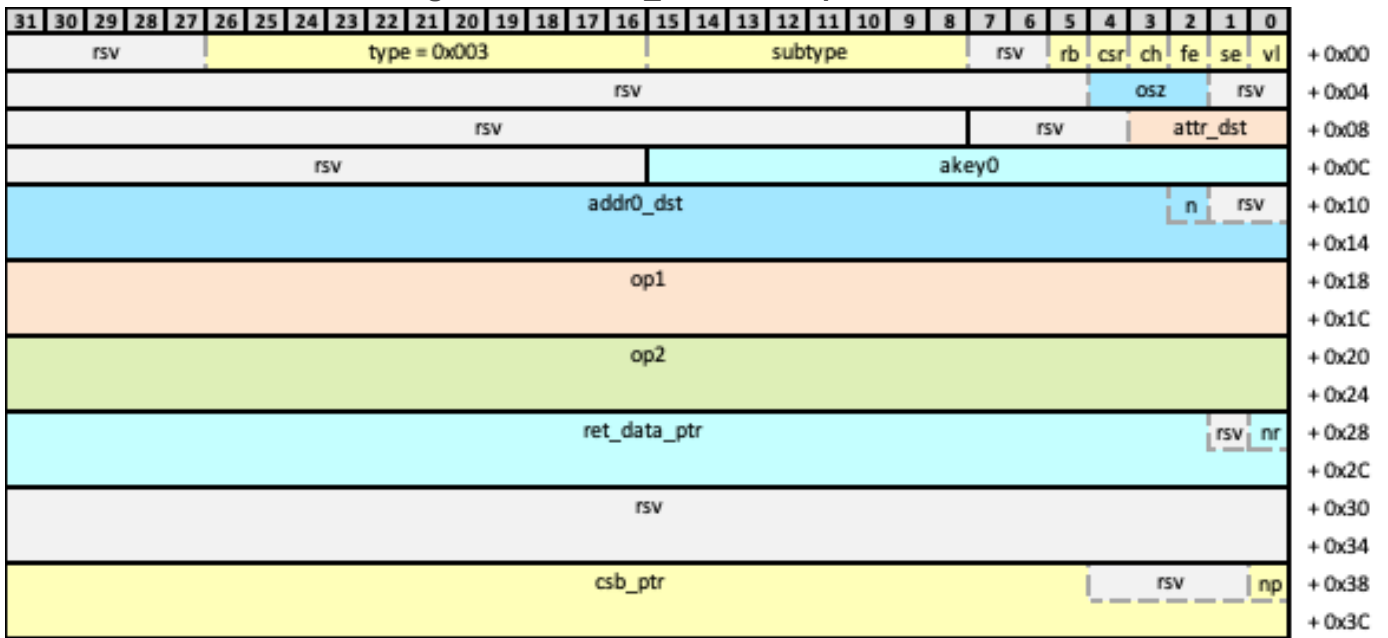 31 30 29 28 27 26 25 24 23 22 21 20 19 18 17 16 15 14 13 12 11 10 9 8 7 6 5 4 3 2 1 0
rsv type = 0x003 subtype rsv rb csr ch fe se vl + 0x00
rsv osz rsv + 0x04
rsv rsv attr_dst + 0x08
rsv akey0 + 0x0C
addr0_dst n rsv + 0x10
+ 0x14
op1 + 0x18
+ 0x1C
op2 + 0x20
+ 0x24
ret_data_ptr rsv nr + 0x28
+ 0x2C
rsv + 0x30
+ 0x34
csb_ptr rsv np + 0x38
+ 0x3C